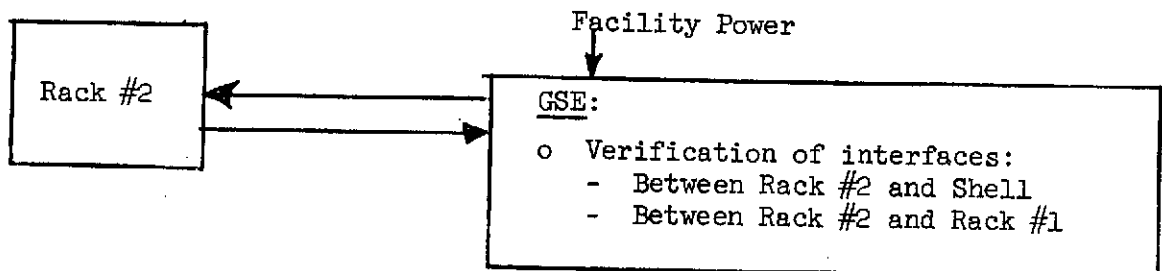 Facility Power
Rack #2
GSE:
o Verification of interfaces:
- Between Rack #2 and Shell
- Between Rack #2 and Rack #1